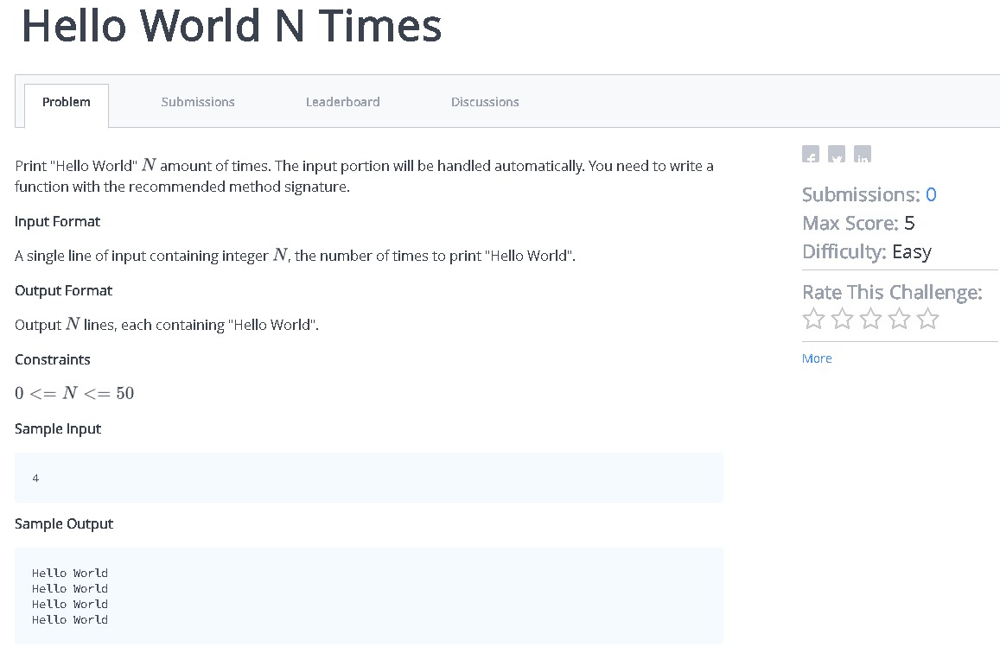 Hello World N Times
Problem
Submissions
Leaderboard
Discussions
Print "Hello World" N amount of times. The input portion will be handled automatically. You need to write a
function with the recommended method signature.
Input Format
A single line of input containing integer N, the number of times to print "Hello World".
Output Format
Output N lines, each containing "Hello World".
Constraints
0 <= N <= 50
Sample Input
4
Sample Output
Hello World
Hello World
Hello World
Hello World
f
in
Submissions: 0
Max Score: 5
Difficulty: Easy
Rate This Challenge:
More